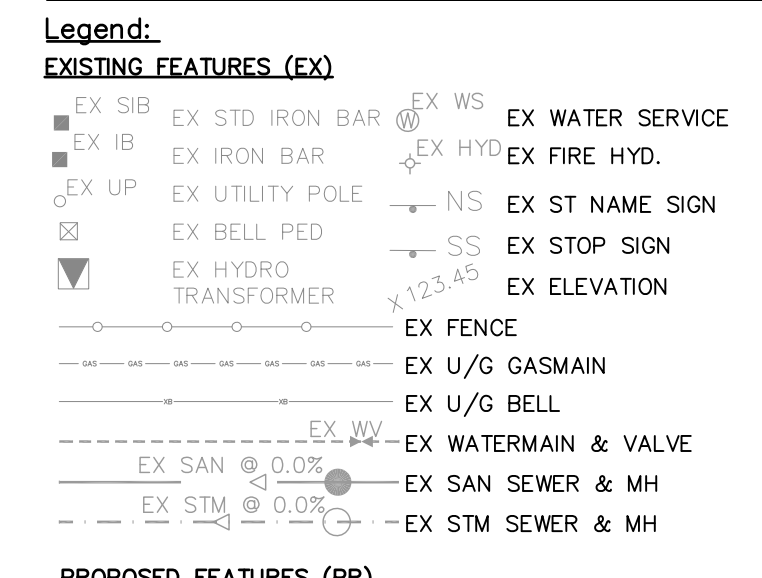 Legend:
EXISTING FEATURES (EX)
EX SIB EX STD IRON BAR
EX IB EX IRON BAR
EX UP EX UTILITY POLE
EX BELL PED
EX HYDRO
TRANSFORMER
W EX WS EX WATER SERVICE
EX HYD EX FIRE HYD.
NS EX ST NAME SIGN
SS EX STOP SIGN
X 123.45 EX ELEVATION
EX FENCE
GAS GAS GAS GAS GAS GAS GAS EX U/G GASMAIN
XB XB EX U/G BELL
EX WV EX WATERMAIN & VALVE
EX SAN @ 0.0% EX SAN SEWER & MH
EX STM @ 0.0% EX STM SEWER & MH
PROPOSED FEATURES (PR)